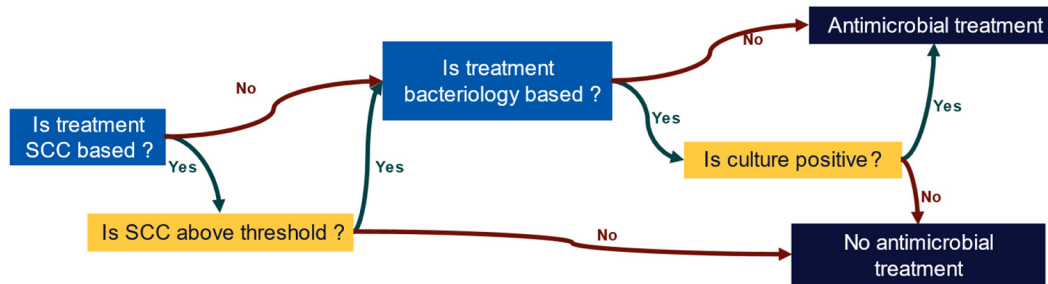 Antimicrobial treatment
No
Is treatment
bacteriology based ?
No
Is treatment
SCC based ?
Yes
Yes
Yes
Yes
Is culture positive ?
Is SCC above threshold ?
No
No
No antimicrobial
treatment